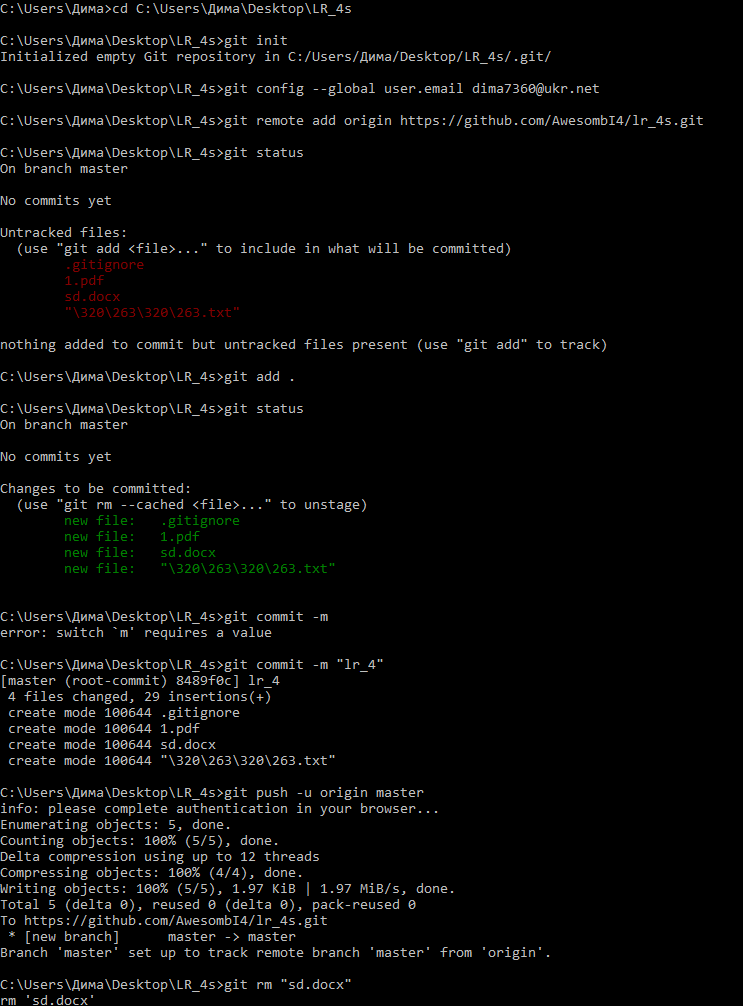 C:\Users\Дима>cd C:\Users\Дима\Desktop\LR_4s
C:\Users\Дима\Desktop\LR_4s>git init
Initialized empty Git repository in C:/Users/Дима/Desktop/LR_4s/.git/
C:\Users\Дима\Desktop\LR_4s>git config --global user.email dima7360@ukr.net
C:\Users\Дима\Desktop\LR_4s>git remote add origin https://github.com/AwesombI4/lr_4s.git
C:\Users\Дима\Desktop\LR_4s>git status
On branch master
No commits yet
Untracked files:
  (use "git add <file>..." to include in what will be committed)
        .gitignore
        1.pdf
        sd.docx
        "\320\263\320\263.txt"
nothing added to commit but untracked files present (use "git add" to track)
C:\Users\Дима\Desktop\LR_4s>git add .
C:\Users\Дима\Desktop\LR_4s>git status
On branch master
No commits yet
Changes to be committed:
  (use "git rm --cached <file>..." to unstage)
        new file:   .gitignore
        new file:   1.pdf
        new file:   sd.docx
        new file:   "\320\263\320\263.txt"
C:\Users\Дима\Desktop\LR_4s>git commit -m
error: switch `m' requires a value
C:\Users\Дима\Desktop\LR_4s>git commit -m "lr_4"
[master (root-commit) 8489f0c] lr_4
 4 files changed, 29 insertions(+)
 create mode 100644 .gitignore
 create mode 100644 1.pdf
 create mode 100644 sd.docx
 create mode 100644 "\320\263\320\263.txt"
C:\Users\Дима\Desktop\LR_4s>git push -u origin master
info: please complete authentication in your browser...
Enumerating objects: 5, done.
Counting objects: 100% (5/5), done.
Delta compression using up to 12 threads
Compressing objects: 100% (4/4), done.
Writing objects: 100% (5/5), 1.97 KiB | 1.97 MiB/s, done.
Total 5 (delta 0), reused 0 (delta 0), pack-reused 0
To https://github.com/AwesombI4/lr_4s.git
 * [new branch]      master -> master
Branch 'master' set up to track remote branch 'master' from 'origin'.
C:\Users\Дима\Desktop\LR_4s>git rm "sd.docx"
rm 'sd.docx'